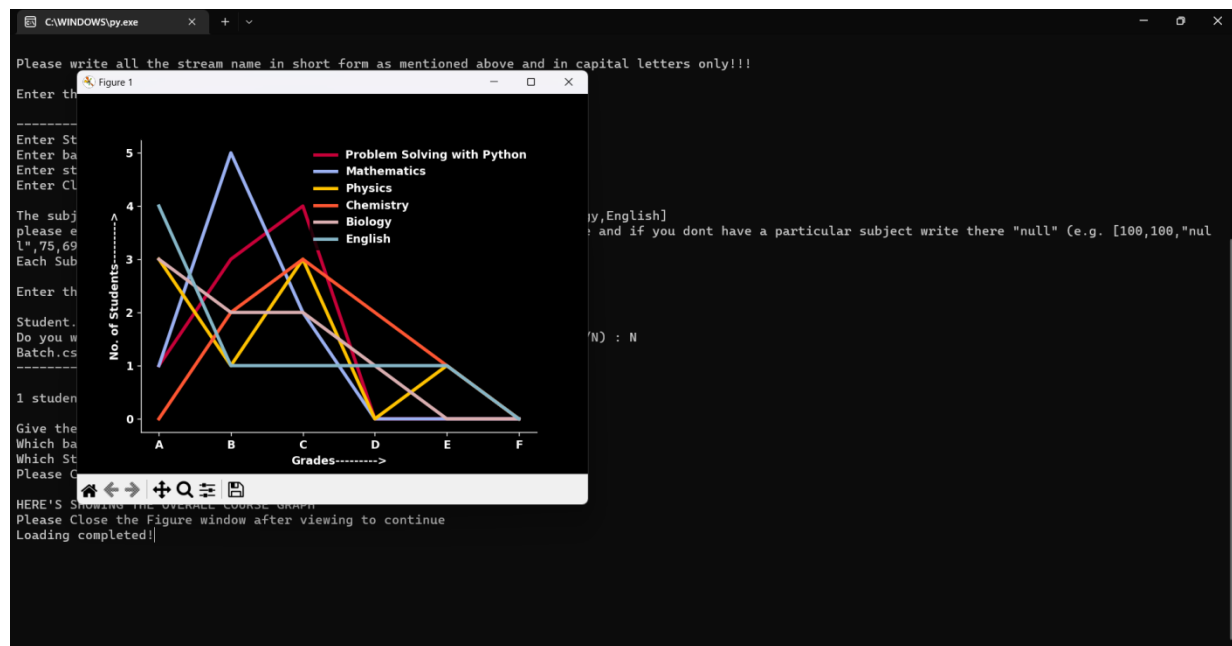 C:\WINDOWS\py.exe
Please write all the stream name in short form as mentioned above and in capital letters only!!!
Figure 1
Enter th
--------
Enter St
Enter ba
Enter st
Enter Cl
The subj gy,English]
please e e and if you dont have a particular subject write there "null" (e.g. [100,100,"nul
l",75,69
Each Sub
Enter th
Student.
Do you w /N) : N
Batch.cs
--------
1 studen
Give the
Which ba
Which St
Please C
HERE'S SHOWING THE OVERALL COURSE GRAPH
Please Close the Figure window after viewing to continue
Loading completed!
No. of Students--------->
5
4
3
2
1
0
Problem Solving with Python
Mathematics
Physics
Chemistry
Biology
English
A B C D E F
Grades--------->